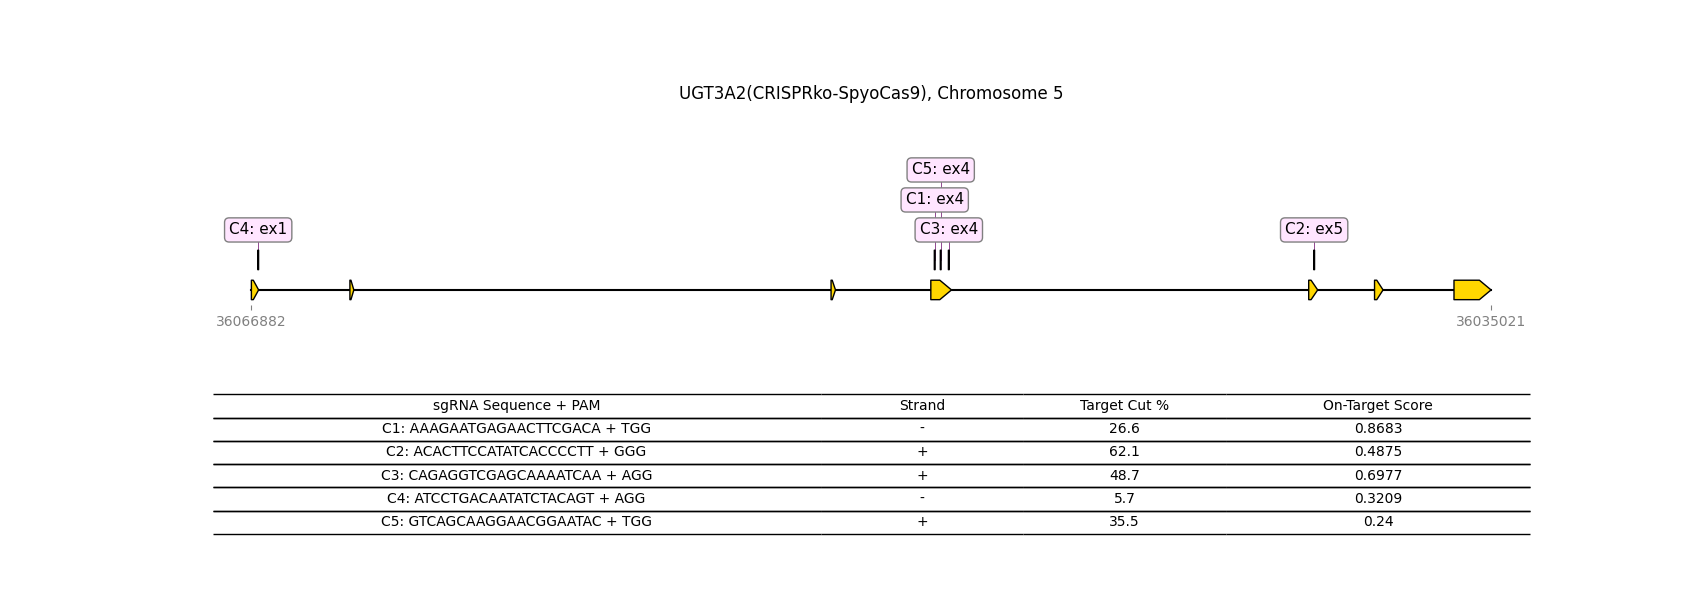 UGT3A2(CRISPRko-SpyoCas9), Chromosome 5
C5: ex4
C1: ex4
C4: ex1 C3: ex4 C2: ex5
36066882 36035021
sgRNA Sequence + PAM Strand Target Cut % On-Target Score
C1: AAAGAATGAGAACTTCGACA + TGG - 26.6 0.8683
C2: ACACTTCCATATCACCCCTT + GGG + 62.1 0.4875
C3: CAGAGGTCGAGCAAAATCAA + AGG + 48.7 0.6977
C4: ATCCTGACAATATCTACAGT + AGG - 5.7 0.3209
C5: GTCAGCAAGGAACGGAATAC + TGG + 35.5 0.24